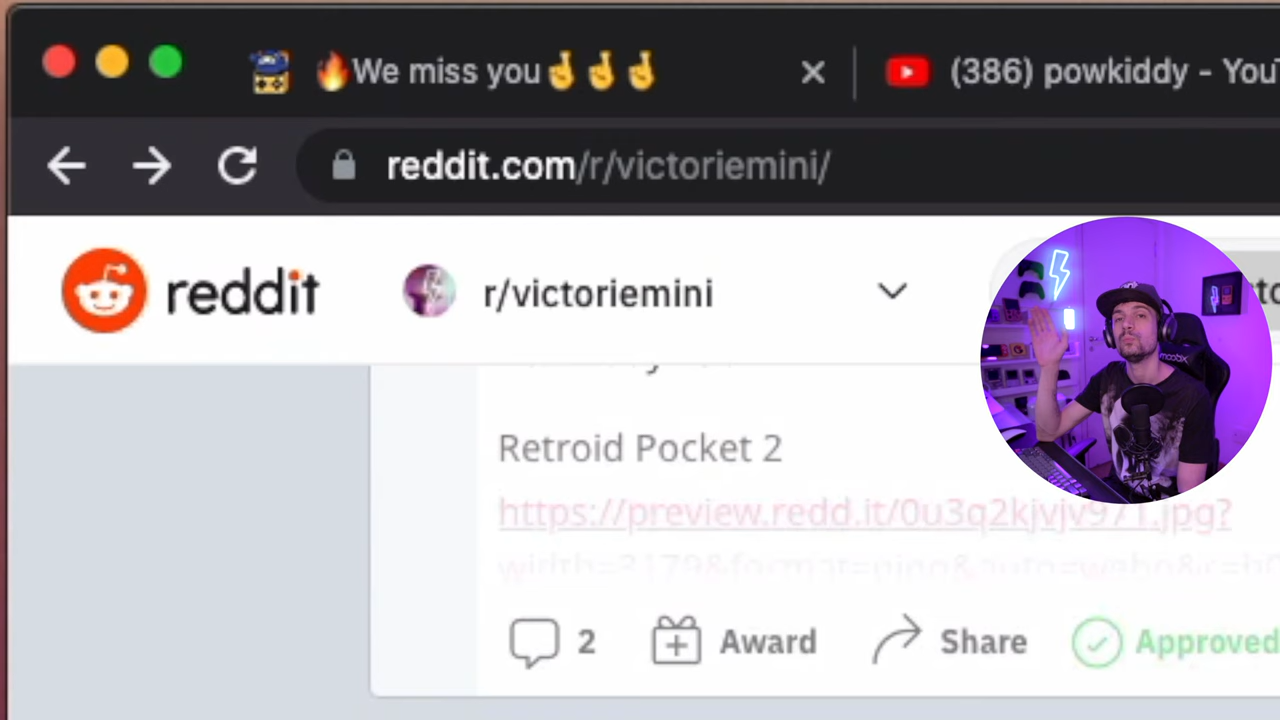 🔥We miss you🤞🤞🤞
(386) powkiddy - You
reddit.com/r/victoriemini/
reddit
r/victoriemini
Retroid Pocket 2
https://preview.redd.it/0u3q2kjvjv971.jpg?
2
Award
Share
Approved